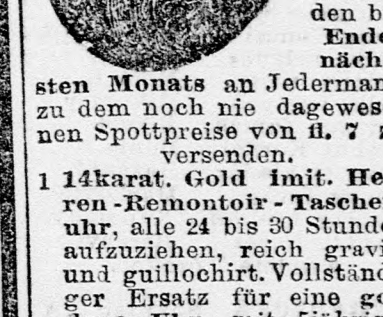 den b
Ende
näch
sten Monats an Jederman
zu dem noch nie dagewes
nen Spottpreise von fl. 7
versenden.
1 14karat. Gold imit. He
ren-Remontoir-Tasche
uhr, alle 24 bis 30 Stund
aufzuziehen, reich gravi
und guillochirt. Vollstän
ger Ersatz für eine g